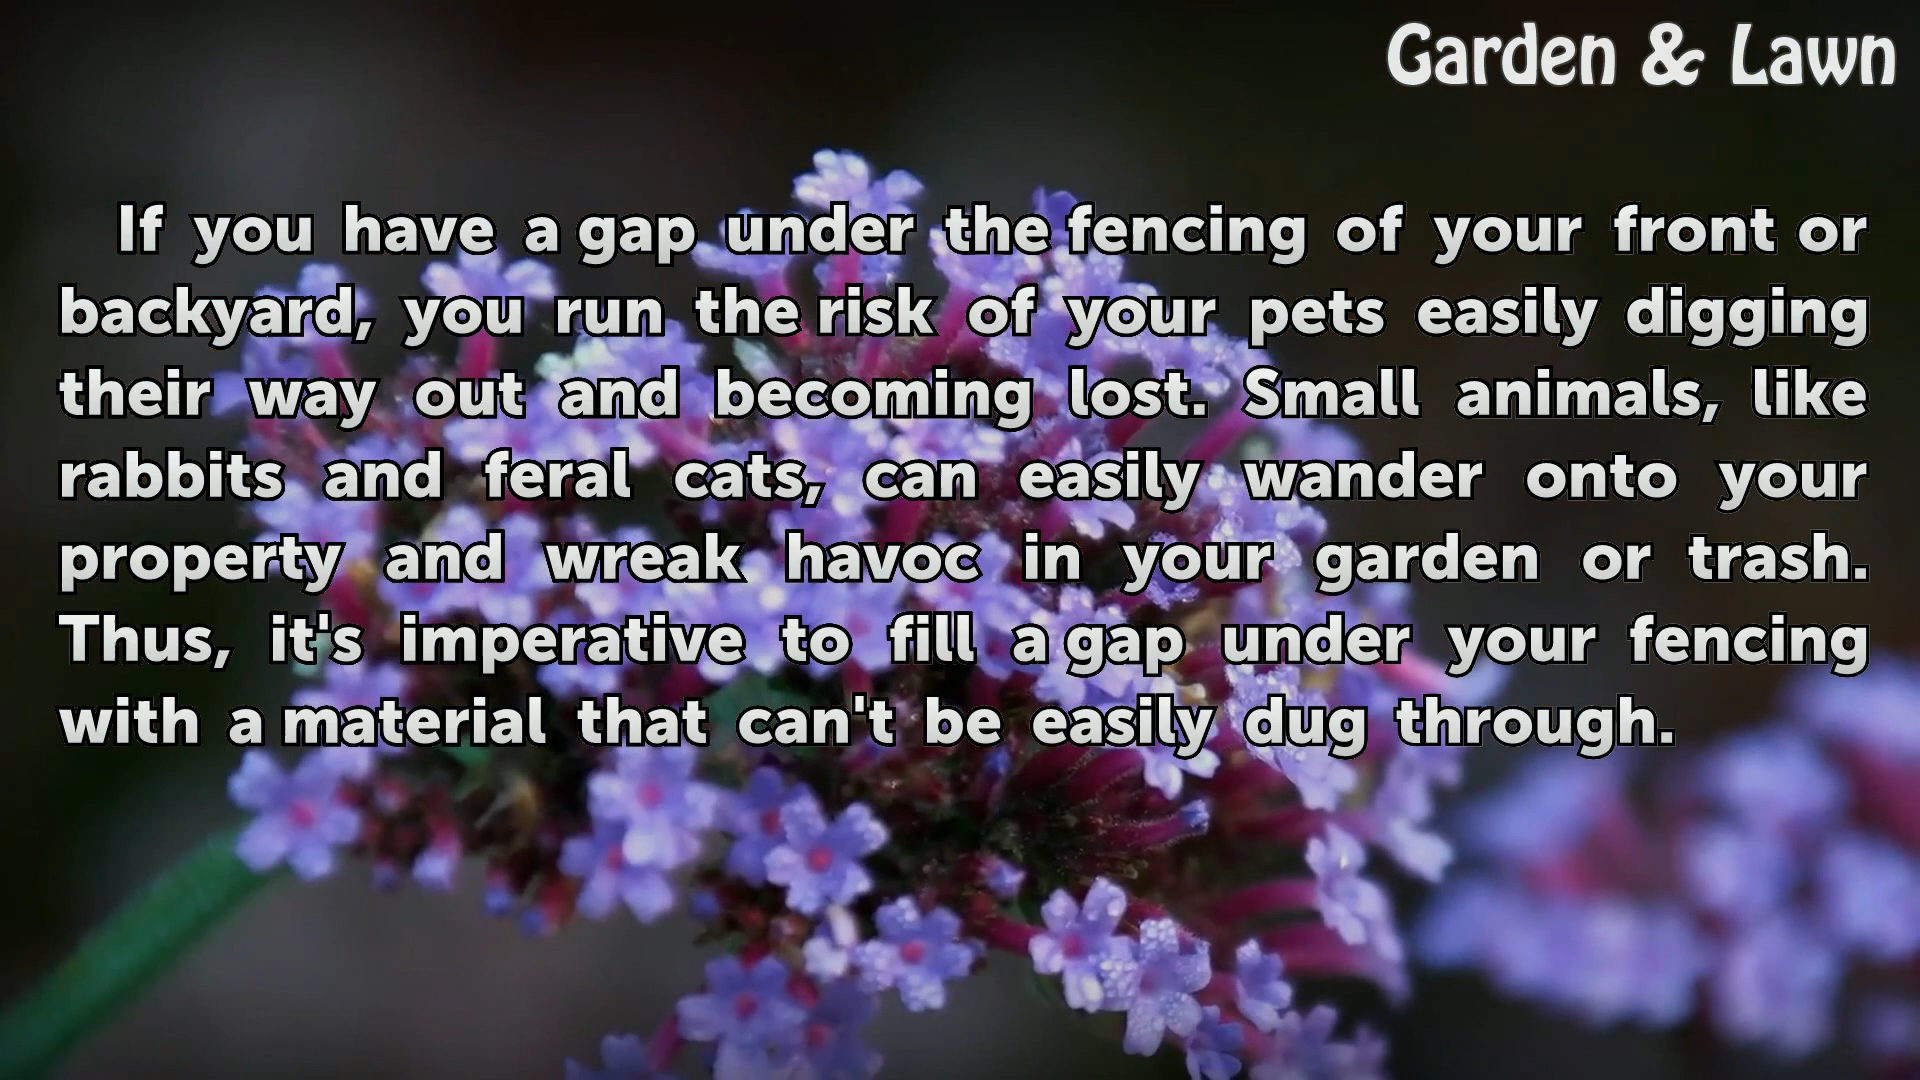 Garden & Lawn
If you have a gap under the fencing of your front or
backyard, you run the risk of your pets easily digging
their way out and becoming lost. Small animals, like
rabbits and feral cats, can easily wander onto your
property and wreak havoc in your garden or trash.
Thus, it's imperative to fill a gap under your fencing
with a material that can't be easily dug through.